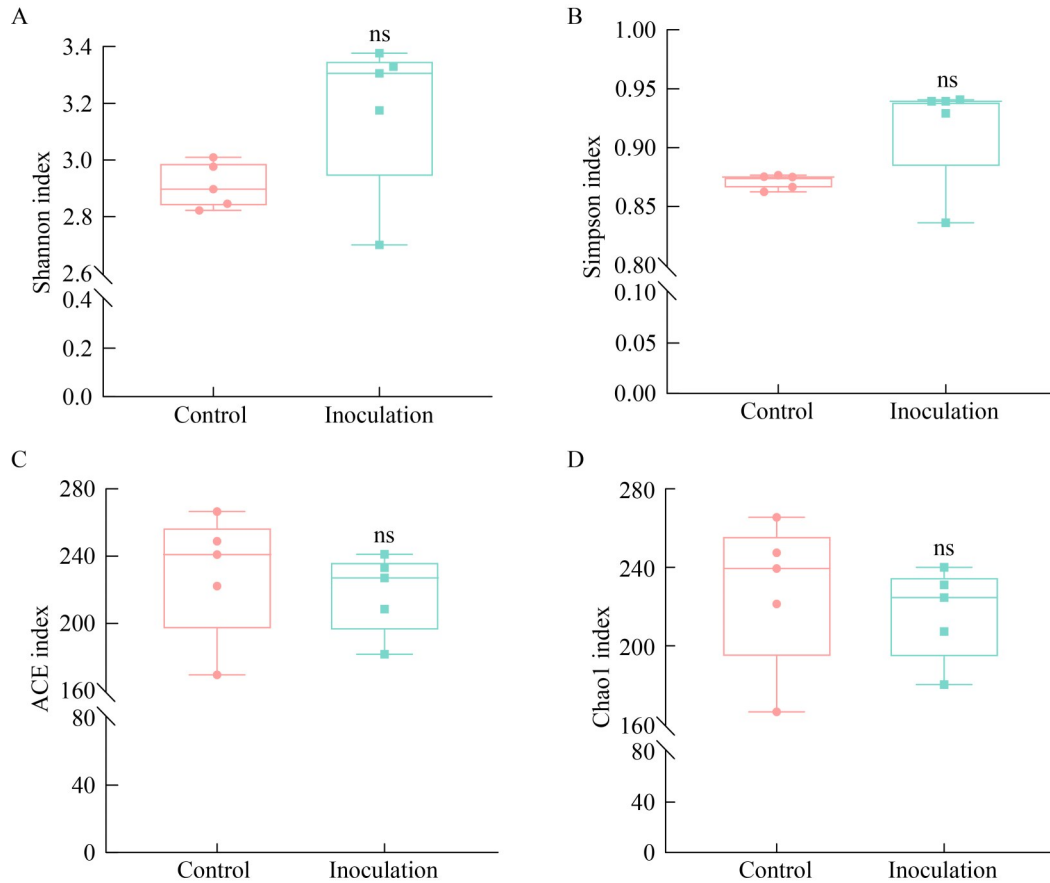 A
Shannon index
3.4
3.2
3.0
2.8
2.6
0.4
0.2
0.0
ns
Control
Inoculation
B
Simpson index
1.00
0.95
0.90
0.85
0.80
0.10
0.05
0.00
ns
Control
Inoculation
C
ACE index
280
240
200
160
80
40
0
ns
Control
Inoculation
D
Chao1 index
280
240
200
160
80
40
0
ns
Control
Inoculation